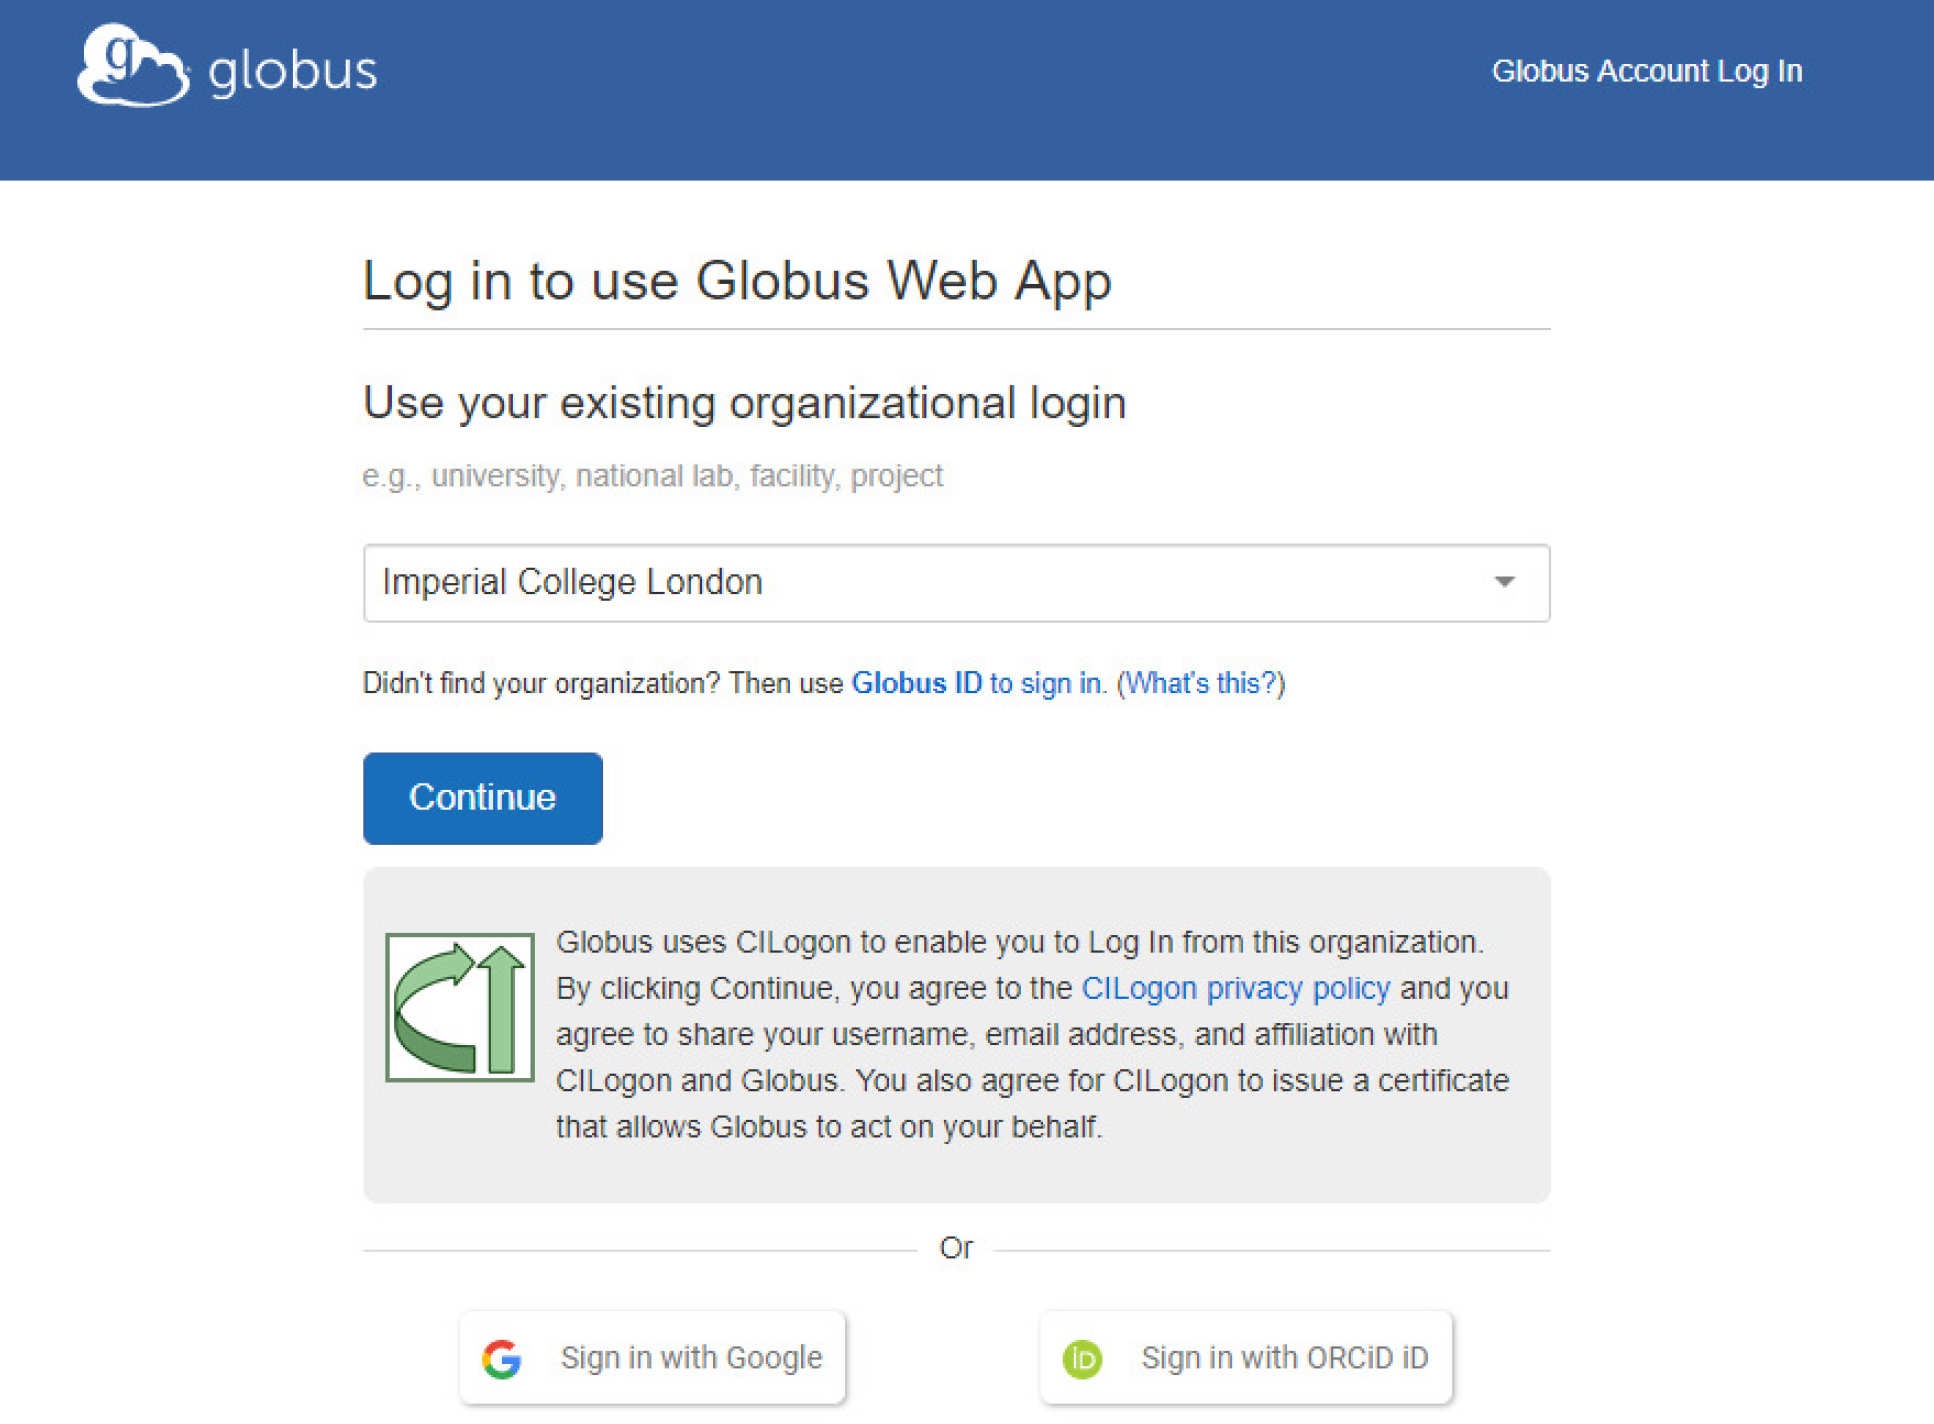 globus
Globus Account Log In
Log in to use Globus Web App
Use your existing organizational login
e.g., university, national lab, facility, project
Imperial College London
Didn't find your organization? Then use Globus ID to sign in. (What's this?)
Continue
Globus uses CILogon to enable you to Log In from this organization.
By clicking Continue, you agree to the CILogon privacy policy and you
agree to share your username, email address, and affiliation with
CILogon and Globus. You also agree for CILogon to issue a certificate
that allows Globus to act on your behalf.
Or
Sign in with Google
Sign in with ORCiD iD